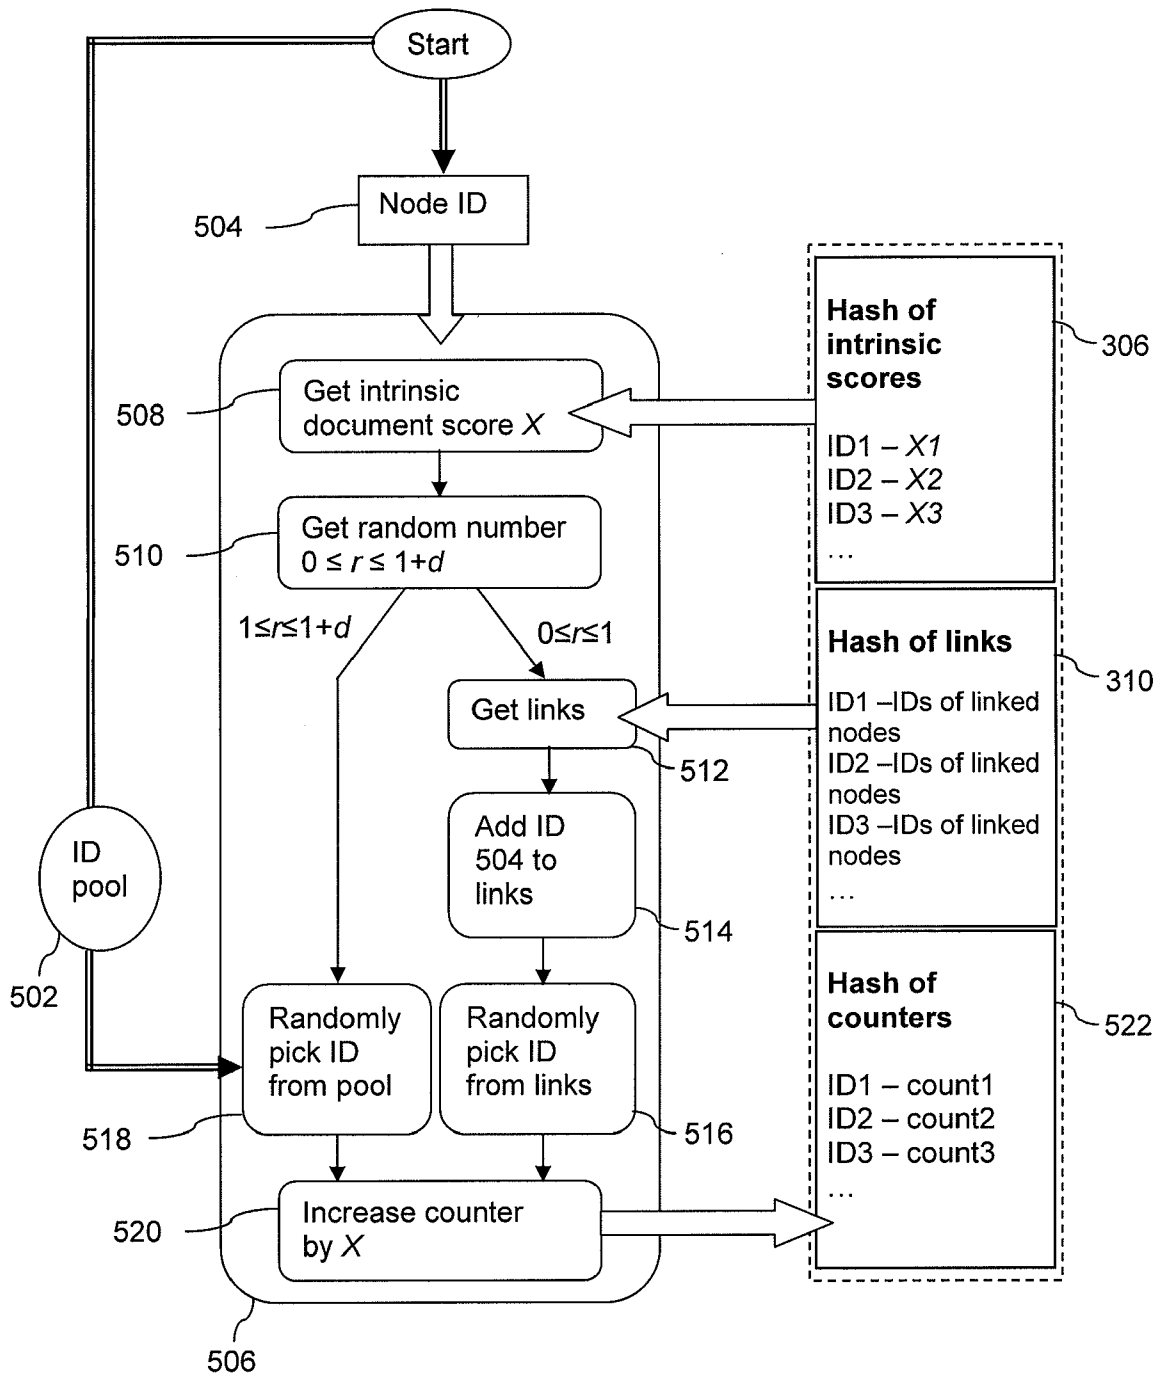 Start
Node ID
504
Get intrinsic
document score X
508
Get random number
0 ≤ r ≤ 1+d
510
1≤r≤1+d
0≤r≤1
Get links
512
Add ID
504 to
links
514
ID
pool
502
Randomly
pick ID
from pool
518
Randomly
pick ID
from links
516
Increase counter
by X
520
506
Hash of
intrinsic
scores
306
ID1 – X1
ID2 – X2
ID3 – X3
...
Hash of links
310
ID1 –IDs of linked
nodes
ID2 –IDs of linked
nodes
ID3 –IDs of linked
nodes
...
Hash of
counters
522
ID1 – count1
ID2 – count2
ID3 – count3
...